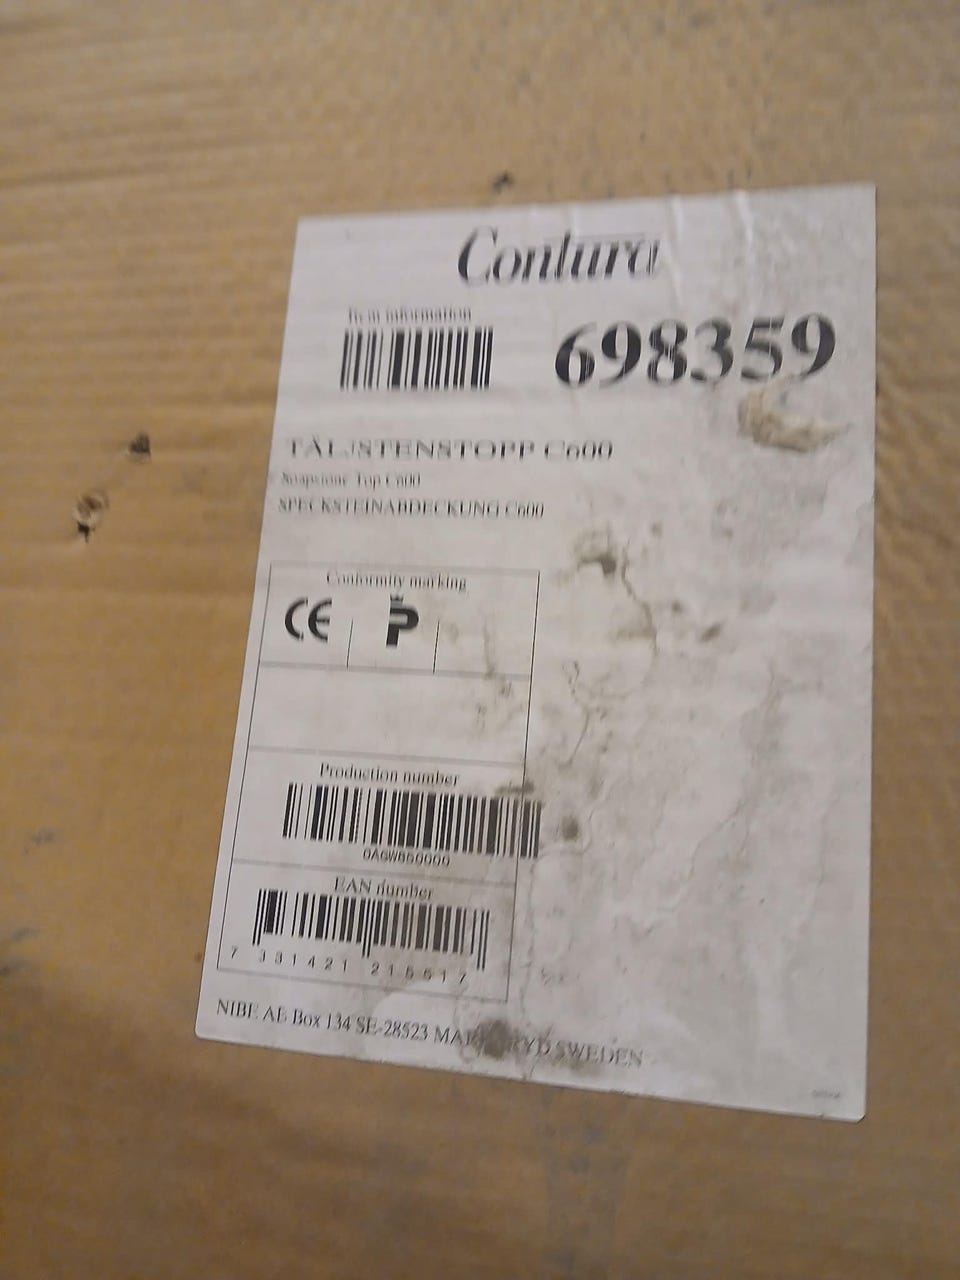 Contura
Item information
698359
TÄLJSTENSTOPP C600
Soapstone Top C600
SPECKSTEINABDECKUNG C600
Conformity marking
CE P
Production number
EAN number
7 331421
NIBE AB Box 134 SE-28523 SWEDEN